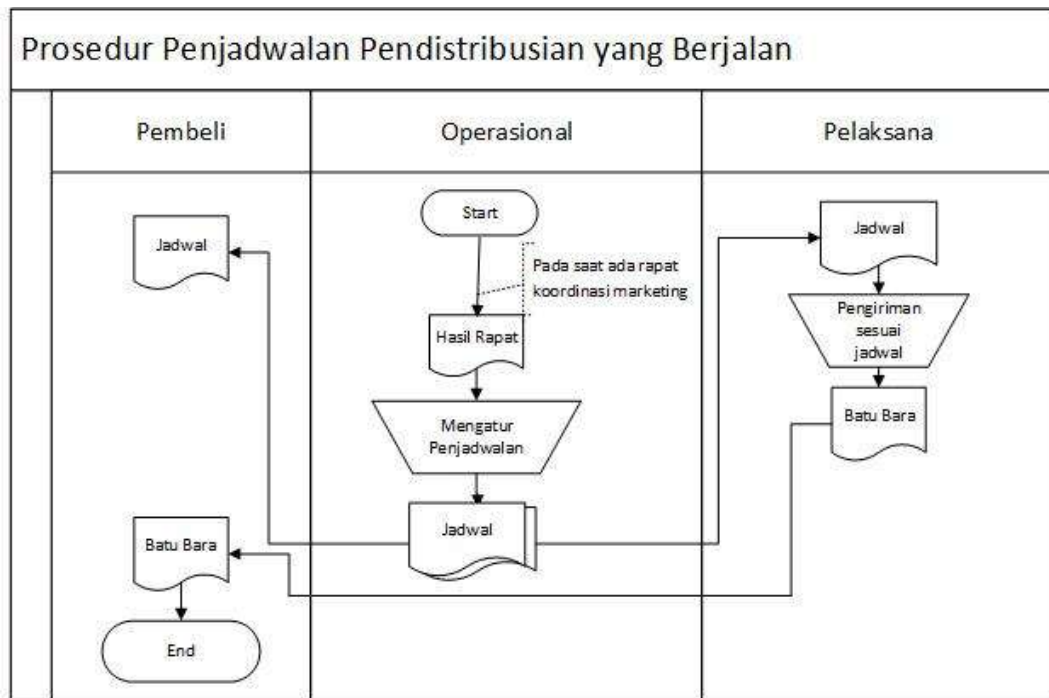 Prosedur Penjadwalan Pendistribusian yang Berjalan
Pembeli
Operasional
Pelaksana
Jadwal
Start
Jadwal
Pada saat ada rapat
koordinasi marketing
Hasil Rapat
Pengiriman
sesuai
jadwal
Mengatur
Penjadwalan
Batu Bara
Jadwal
Batu Bara
End